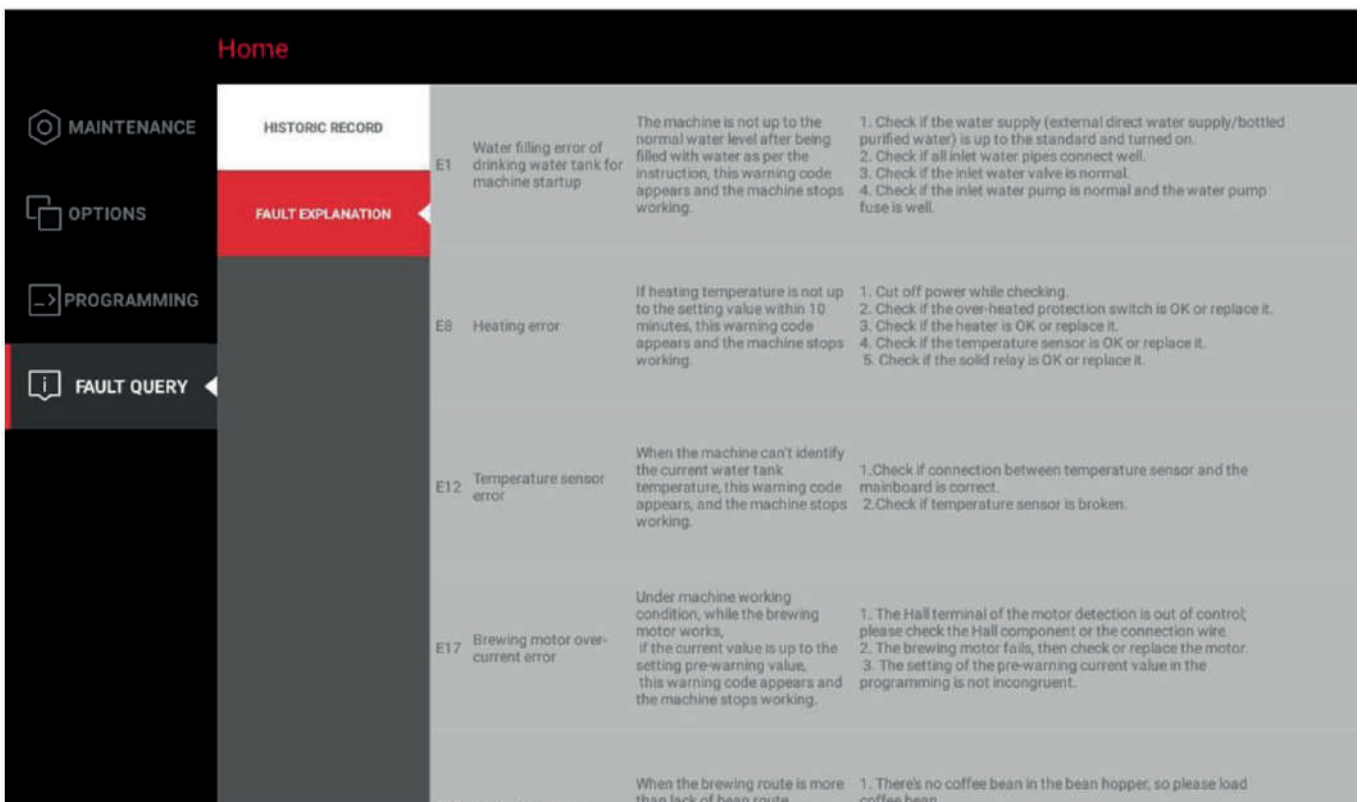 Home
MAINTENANCE
OPTIONS
PROGRAMMING
FAULT QUERY
HISTORIC RECORD
FAULT EXPLANATION
E1
Water filling error of
drinking water tank for
machine startup
The machine is not up to the
normal water level after being
filled with water as per the
instruction, this warning code
appears and the machine stops
working.
1. Check if the water supply (external direct water supply/bottled
purified water) is up to the standard and turned on.
2. Check if all inlet water pipes connect well.
3. Check if the inlet water valve is normal.
4. Check if the inlet water pump is normal and the water pump
fuse is well.
E8
Heating error
If heating temperature is not up
to the setting value within 10
minutes, this warning code
appears and the machine stops
working.
1. Cut off power while checking.
2. Check if the over-heated protection switch is OK or replace it.
3. Check if the heater is OK or replace it.
4. Check if the temperature sensor is OK or replace it.
5. Check if the solid relay is OK or replace it.
E12
Temperature sensor
error
When the machine can't identify
the current water tank
temperature, this warning code
appears, and the machine stops
working.
1.Check if connection between temperature sensor and the
mainboard is correct.
2.Check if temperature sensor is broken.
E17
Brewing motor over-
current error
Under machine working
condition, while the brewing
motor works,
if the current value is up to the
setting pre-warning value,
this warning code appears and
the machine stops working.
1. The Hall terminal of the motor detection is out of control;
please check the Hall component or the connection wire.
2. The brewing motor fails, then check or replace the motor.
3. The setting of the pre-warning current value in the
programming is not incongruent.
When the brewing route is more
than lack of bean route
1. There's no coffee bean in the bean hopper, so please load
coffee bean